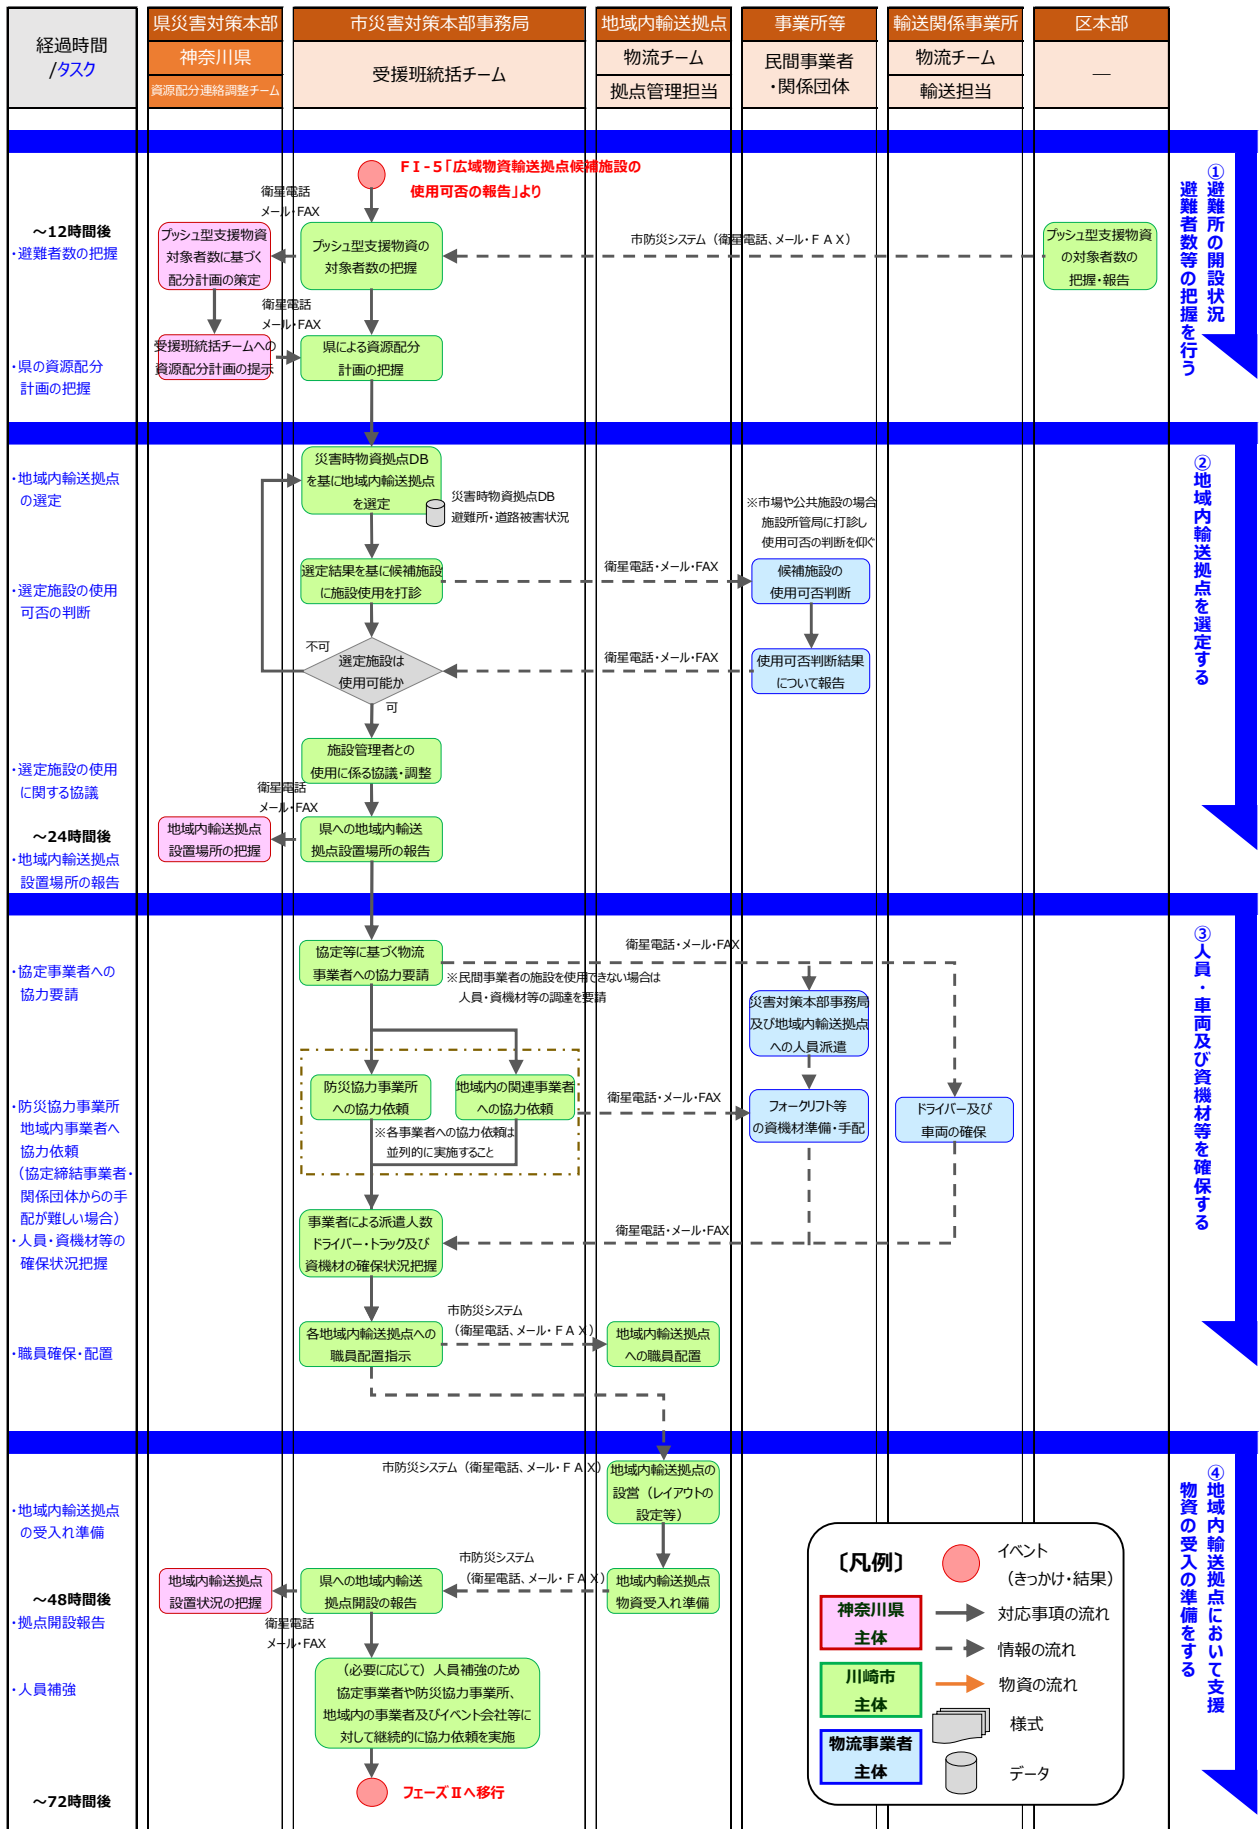 経過時間
/タスク
県災害対策本部
神奈川県
資源配分連絡調整チーム
市災害対策本部事務局
受援班統括チーム
地域内輸送拠点
物流チーム
拠点管理担当
事業所等
民間事業者
・関係団体
輸送関係事業所
物流チーム
輸送担当
区本部
―
①避難所の開設状況
避難者数等の把握を行う
FⅠ-5「広域物資輸送拠点候補施設の
使用可否の報告」より
～12時間後
・避難者数の把握
衛星電話
メール・FAX
プッシュ型支援物資
対象者数に基づく
配分計画の策定
プッシュ型支援物資の
対象者数の把握
市防災システム（衛星電話、メール・ＦＡＸ）
プッシュ型支援物資
の対象者数の
把握・報告
衛星電話
メール・FAX
・県の資源配分
計画の把握
受援班統括チームへの
資源配分計画の提示
県による資源配分
計画の把握
②地域内輸送拠点を選定する
・地域内輸送拠点
の選定
災害時物資拠点DB
を基に地域内輸送拠点
を選定
災害時物資拠点DB
避難所・道路被害状況
※市場や公共施設の場合
施設所管局に打診し
使用可否の判断を仰ぐ
・選定施設の使用
可否の判断
選定結果を基に候補施設
に施設使用を打診
衛星電話・メール・FAX
候補施設の
使用可否判断
不可
選定施設は
使用可能か
可
衛星電話・メール・FAX
使用可否判断結果
について報告
・選定施設の使用
に関する協議
施設管理者との
使用に係る協議・調整
衛星電話
メール・FAX
～24時間後
・地域内輸送拠点
設置場所の報告
地域内輸送拠点
設置場所の把握
県への地域内輸送
拠点設置場所の報告
③人員・車両及び資機材等を確保する
・協定事業者への
協力要請
協定等に基づく物流
事業者への協力要請
衛星電話・メール・FAX
※民間事業者の施設を使用できない場合は
人員・資機材等の調達を要請
災害対策本部事務局
及び地域内輸送拠点
への人員派遣
・防災協力事業所
地域内事業者へ
協力依頼
（協定締結事業者・
関係団体からの手
配が難しい場合）
・人員・資機材等の
確保状況把握
防災協力事業所
への協力依頼
地域内の関連事業者
への協力依頼
衛星電話・メール・FAX
フォークリフト等
の資機材準備・手配
ドライバー及び
車両の確保
※各事業者への協力依頼は
並列的に実施すること
事業者による派遣人数
ドライバー・トラック及び
資機材の確保状況把握
衛星電話・メール・FAX
・職員確保・配置
各地域内輸送拠点への
職員配置指示
市防災システム
（衛星電話、メール・ＦＡＸ）
地域内輸送拠点
への職員配置
④地域内輸送拠点において支援
物資の受入の準備をする
市防災システム（衛星電話、メール・ＦＡＸ）
地域内輸送拠点の
設営（レイアウトの
設定等）
・地域内輸送拠点
の受入れ準備
～48時間後
・拠点開設報告
地域内輸送拠点
設置状況の把握
県への地域内輸送
拠点開設の報告
市防災システム
（衛星電話、メール・ＦＡＸ）
地域内輸送拠点
物資受入れ準備
衛星電話
メール・FAX
・人員補強
（必要に応じて）人員補強のため
協定事業者や防災協力事業所、
地域内の事業者及びイベント会社等に
対して継続的に協力依頼を実施
フェーズⅡへ移行
～72時間後
〔凡例〕
イベント
（きっかけ・結果）
神奈川県
主体
対応事項の流れ
情報の流れ
川崎市
主体
物資の流れ
様式
物流事業者
主体
データ